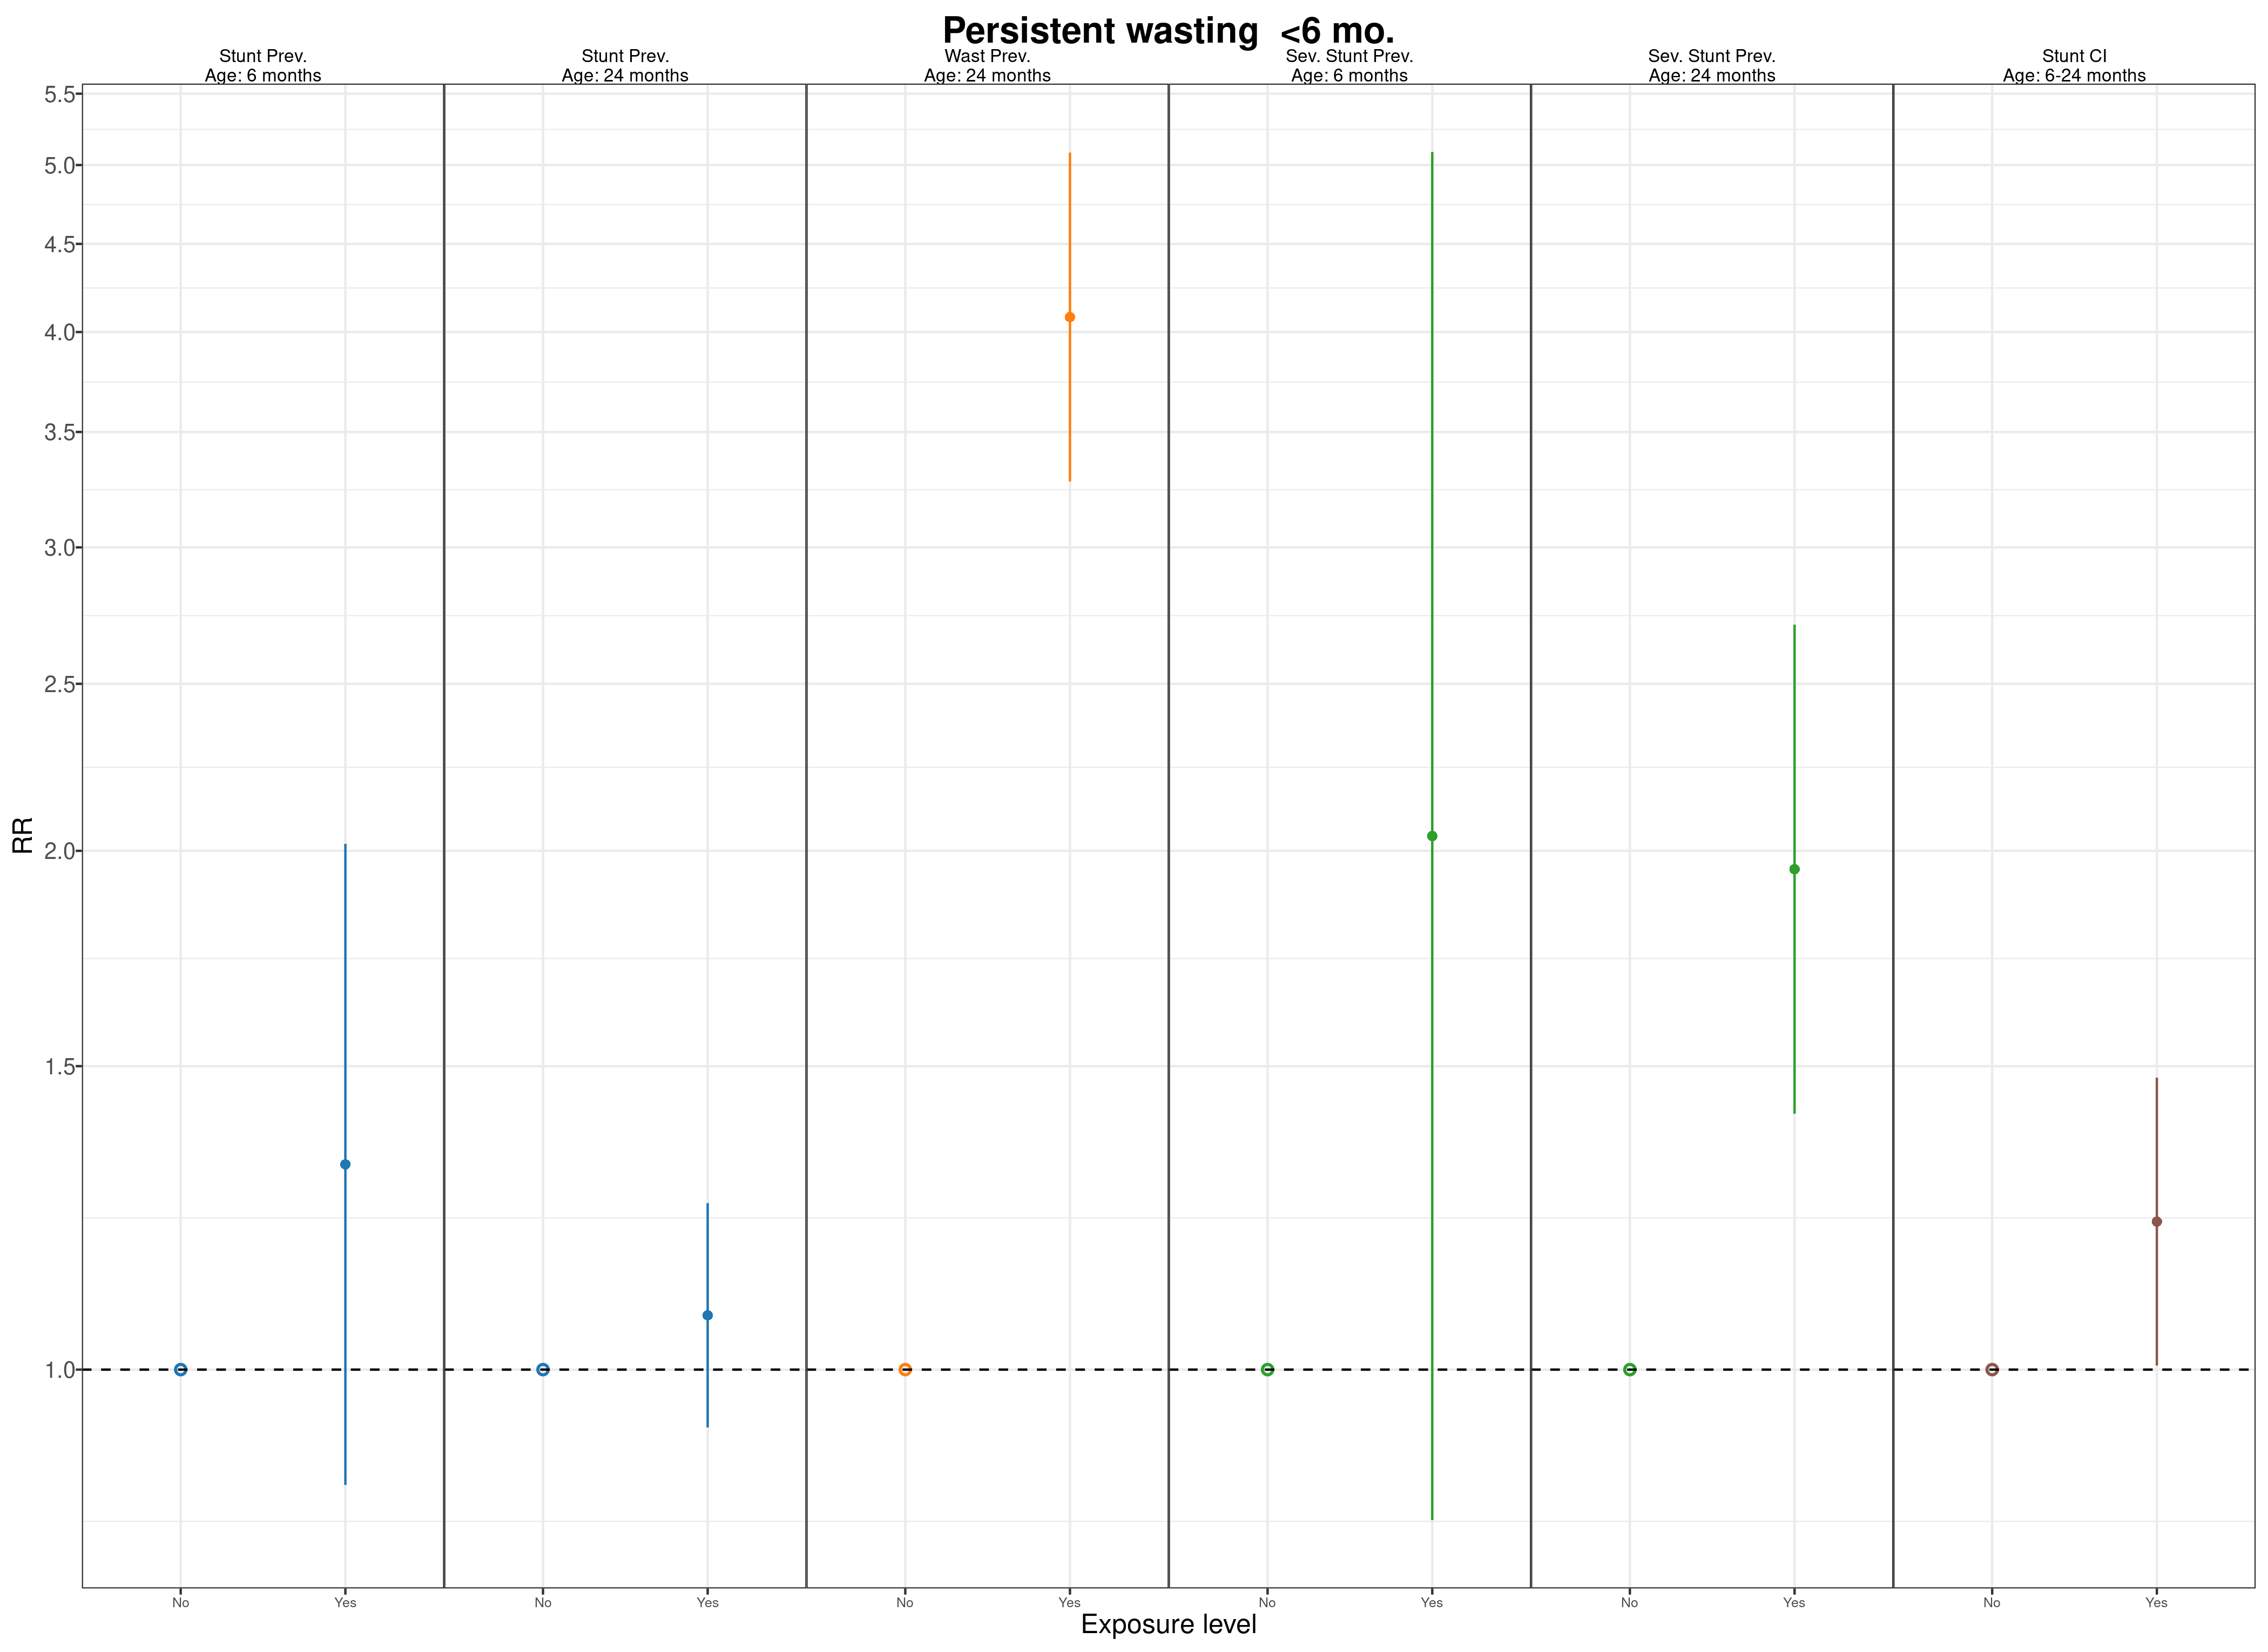 Persistent wasting  <6 mo.
Stunt Prev.
Age: 6 months
Stunt Prev.
Age: 24 months
Wast Prev.
Age: 24 months
Sev. Stunt Prev.
Age: 6 months
Sev. Stunt Prev.
Age: 24 months
Stunt CI
Age: 6-24 months
RR
5.5
5.0
4.5
4.0
3.5
3.0
2.5
2.0
1.5
1.0
No Yes No Yes No Yes No Yes No Yes No Yes
Exposure level